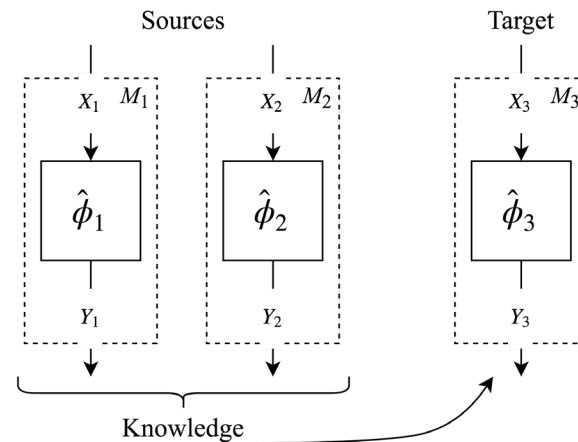 Sources Target
X₁ M₁ X₂ M₂ X₃ M₃
ϕ̂₁ ϕ̂₂ ϕ̂₃
Y₁ Y₂ Y₃
Knowledge